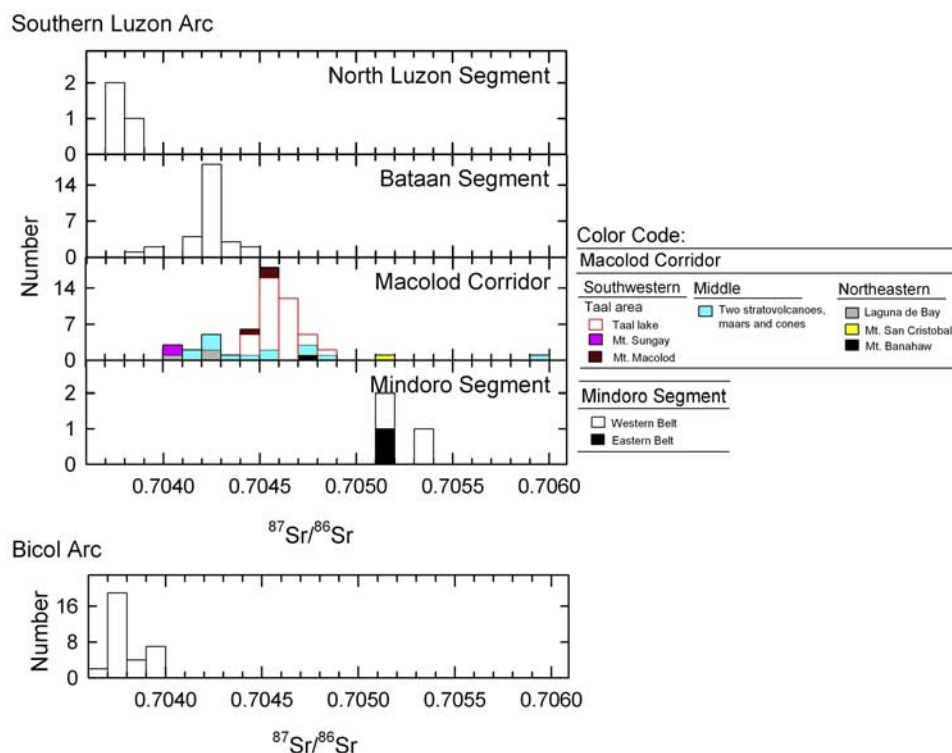 Southern Luzon Arc
North Luzon Segment
2
1
0
Bataan Segment
14
7
0
Number
Macolod Corridor
14
7
0
Mindoro Segment
2
1
0
0.7040 0.7045 0.7050 0.7055 0.7060
87Sr/86Sr
Color Code:
Macolod Corridor
Southwestern Middle Northeastern
Taal area
Taal lake
Mt. Sungay
Mt. Macolod
Two stratovolcanoes,
maars and cones
Laguna de Bay
Mt. San Cristobal
Mt. Banahaw
Mindoro Segment
Western Belt
Eastern Belt
Bicol Arc
Number
16
8
0
0.7040 0.7045 0.7050 0.7055 0.7060
87Sr/86Sr